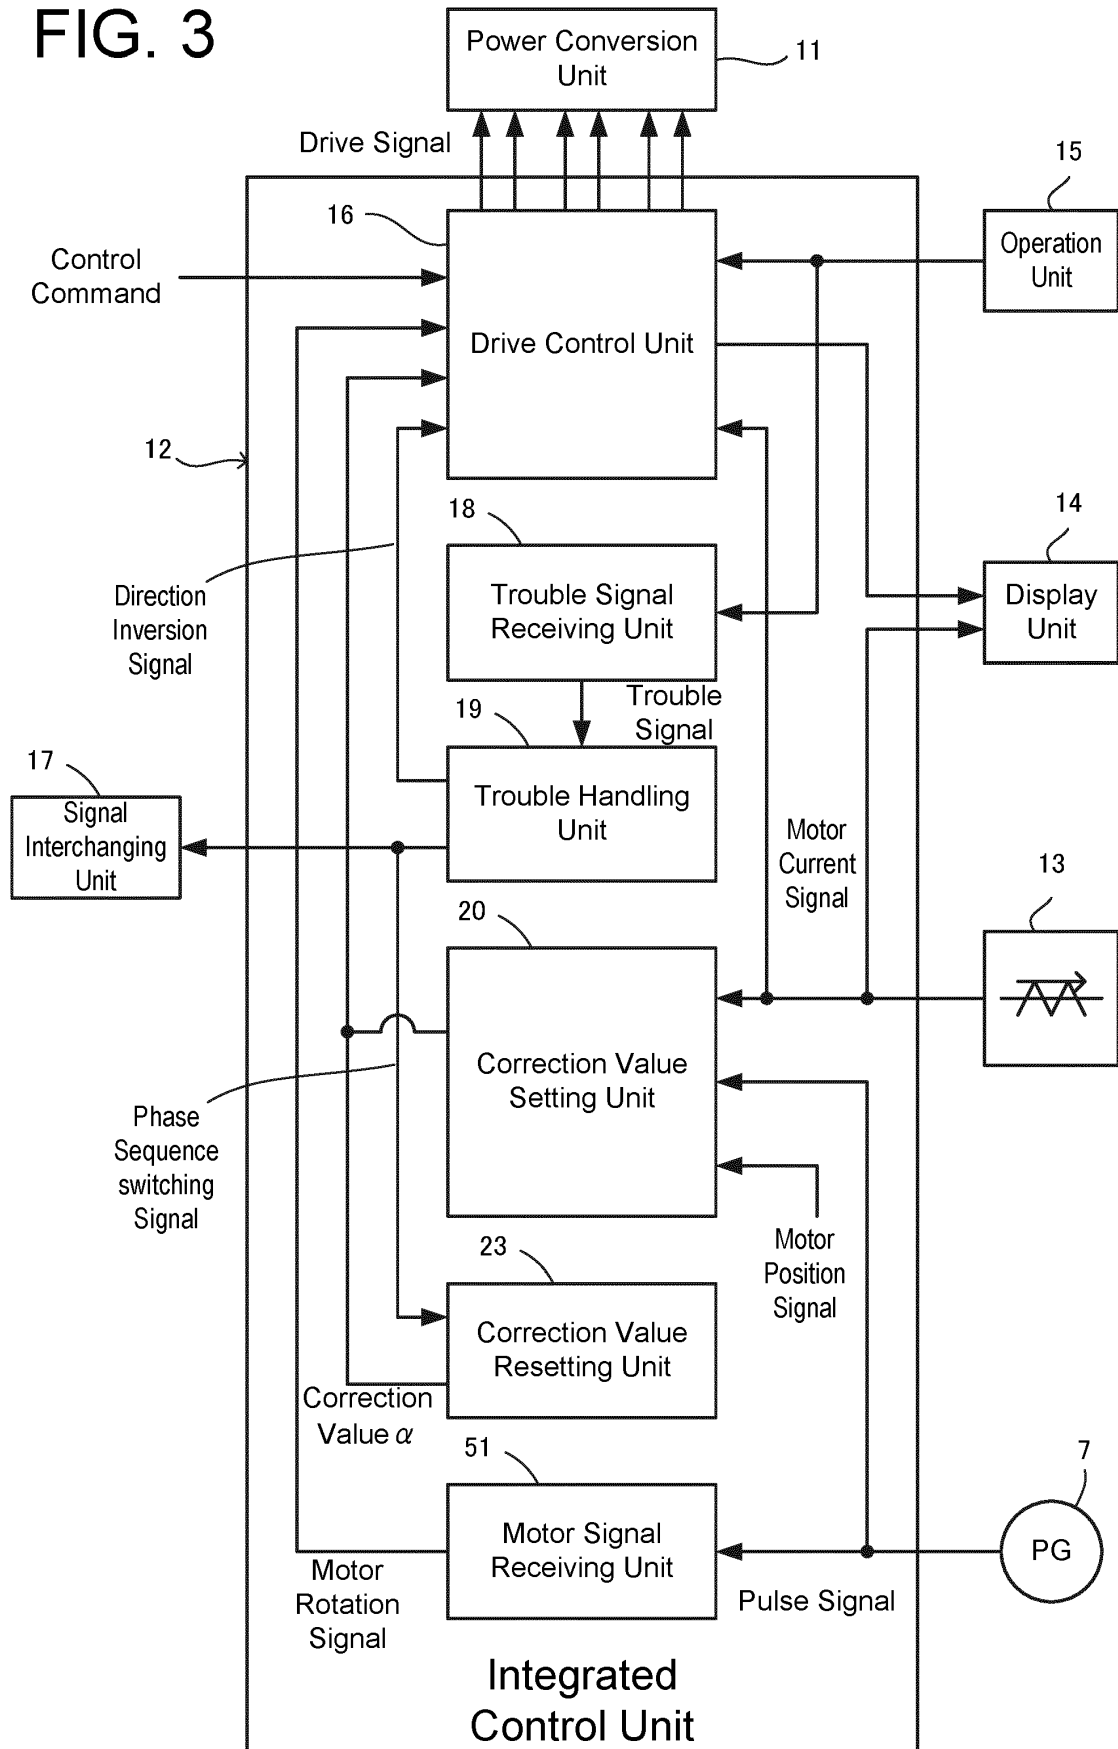 FIG. 3
Power Conversion
Unit
11
Drive Signal
15
16
Operation
Unit
Control
Command
Drive Control Unit
12
18
14
Direction
Inversion
Signal
Trouble Signal
Receiving Unit
Display
Unit
Trouble
Signal
19
17
Signal
Interchanging
Unit
Trouble Handling
Unit
Motor
Current
Signal
13
20
Correction Value
Setting Unit
Phase
Sequence
switching
Signal
Motor
Position
Signal
23
Correction Value
Resetting Unit
Correction
Value α
51
7
Motor Signal
Receiving Unit
PG
Motor
Rotation
Signal
Pulse Signal
Integrated
Control Unit